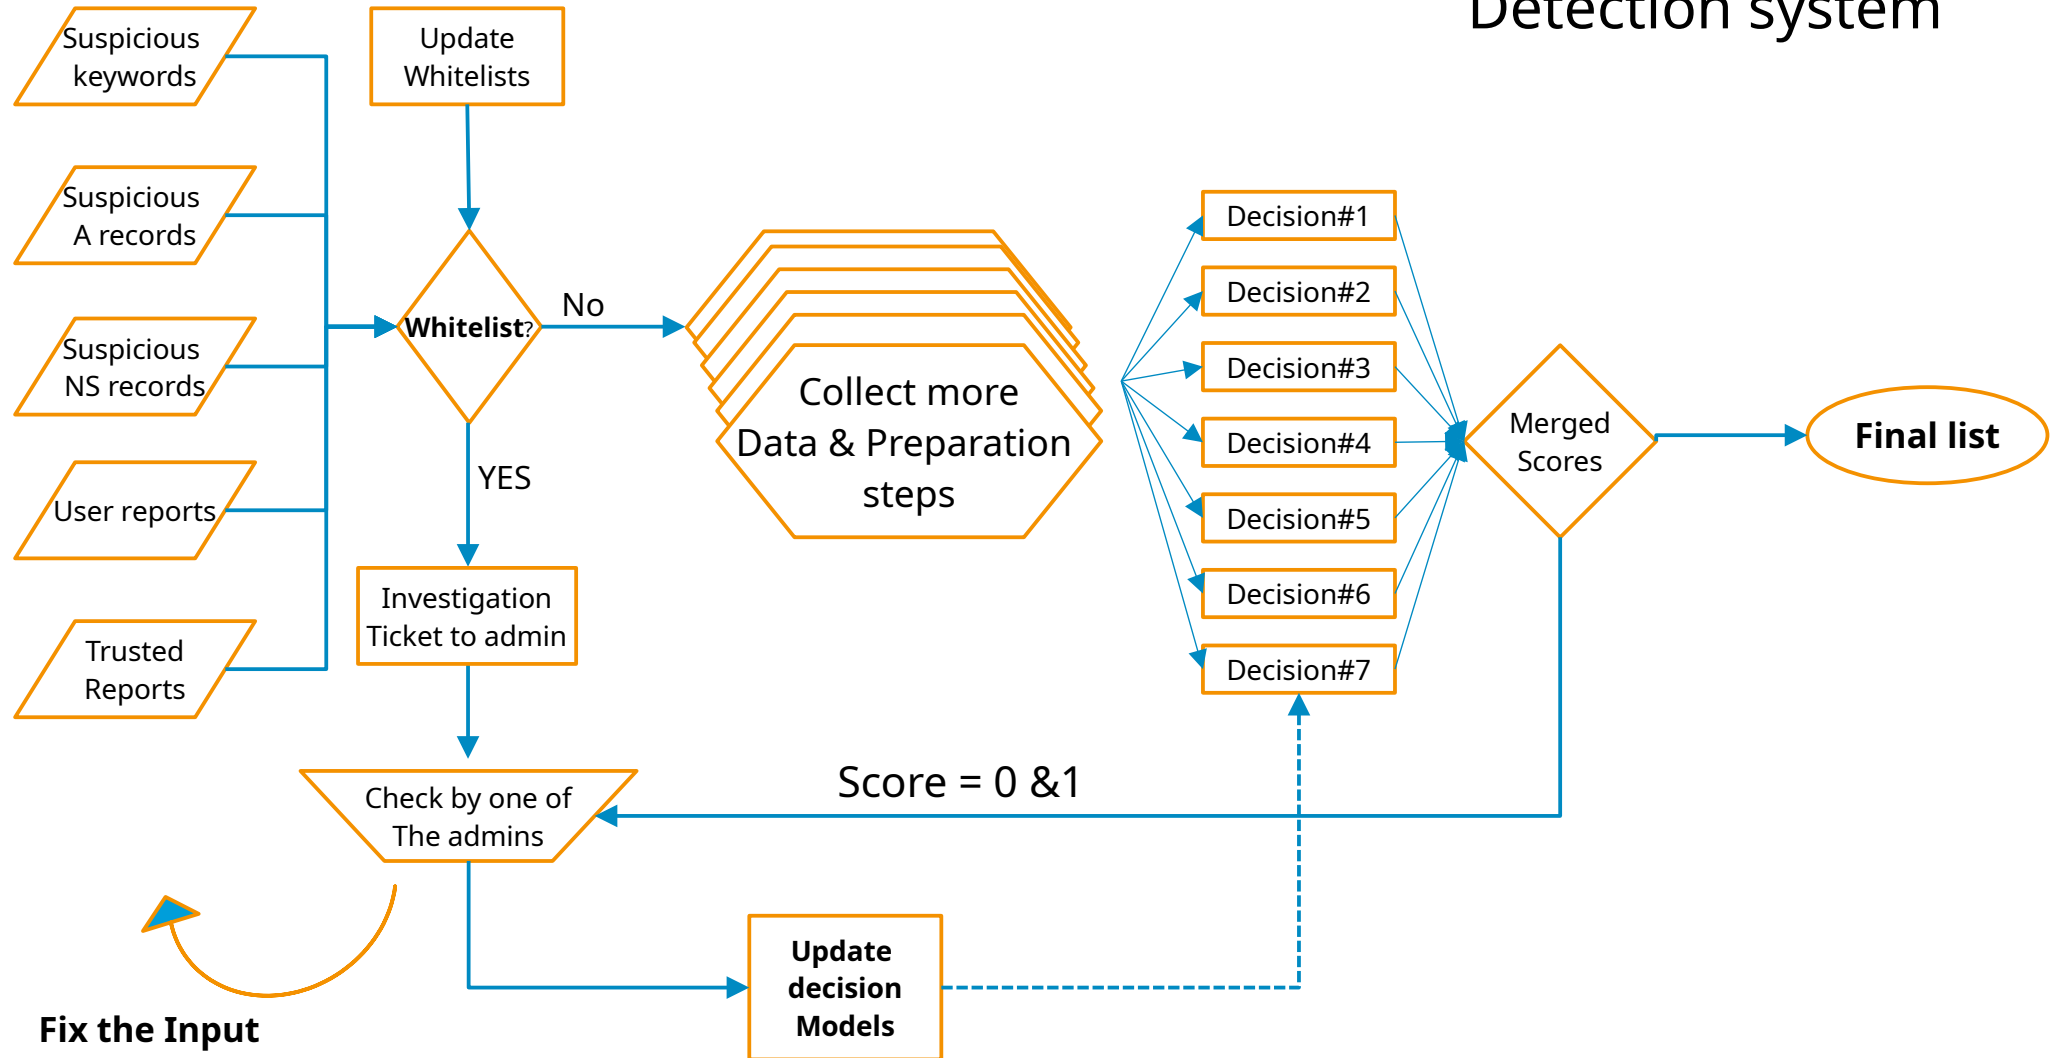 Detection system
Suspicious
keywords
Update
Whitelists
Suspicious
A records
Suspicious
NS records
User reports
Trusted
Reports
Whitelist?
No
YES
Investigation
Ticket to admin
Check by one of
The admins
Fix the Input
Collect more
Data & Preparation
steps
Decision#1
Decision#2
Decision#3
Decision#4
Decision#5
Decision#6
Decision#7
Merged
Scores
Final list
Score = 0 &1
Update
decision
Models